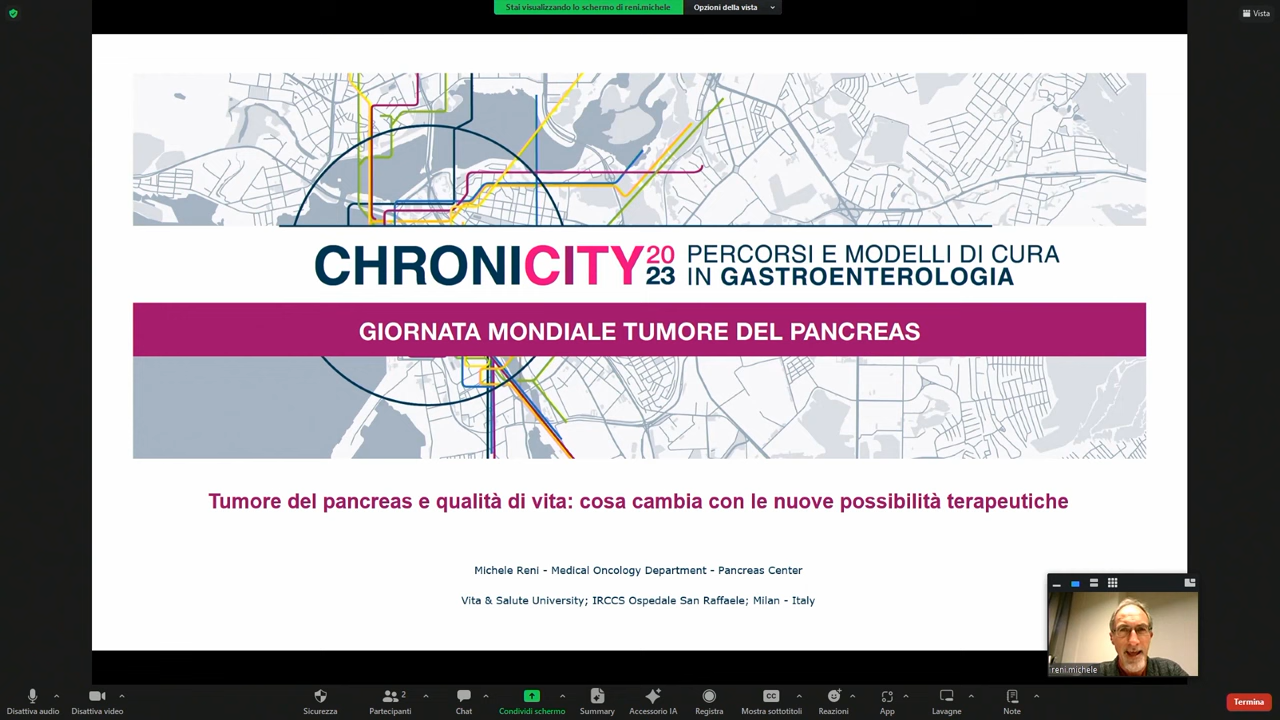 Stai visualizzando lo schermo di reni.michele
Opzioni della vista
Vista
CHRONICITY 2023 PERCORSI E MODELLI DI CURA
IN GASTROENTEROLOGIA
GIORNATA MONDIALE TUMORE DEL PANCREAS
Tumore del pancreas e qualità di vita: cosa cambia con le nuove possibilità terapeutiche
Michele Reni - Medical Oncology Department - Pancreas Center
Vita & Salute University; IRCCS Ospedale San Raffaele; Milan - Italy
reni.michele
Disattiva audio
Disattiva video
Sicurezza
Partecipanti 2
Chat
Condividi schermo
Summary
Accessorio IA
Registra
Mostra sottotitoli
Reazioni
App
Lavagne
Note
Termina